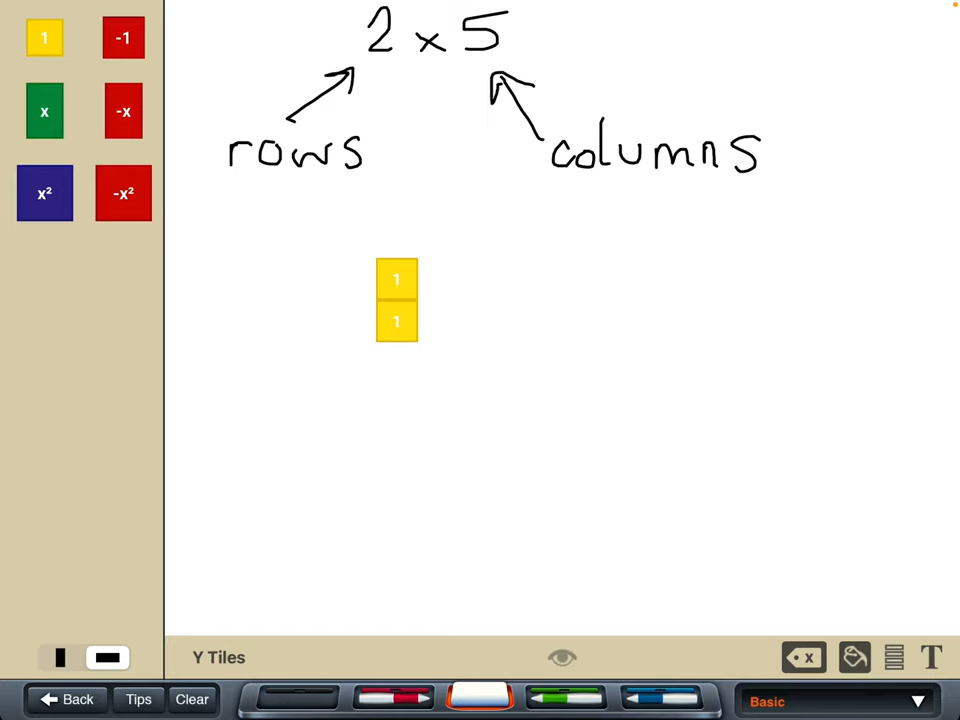 2 x 5
rows columns
1 -1
x -x
x² -x²
1
1
Y Tiles x T
Back Tips Clear Basic